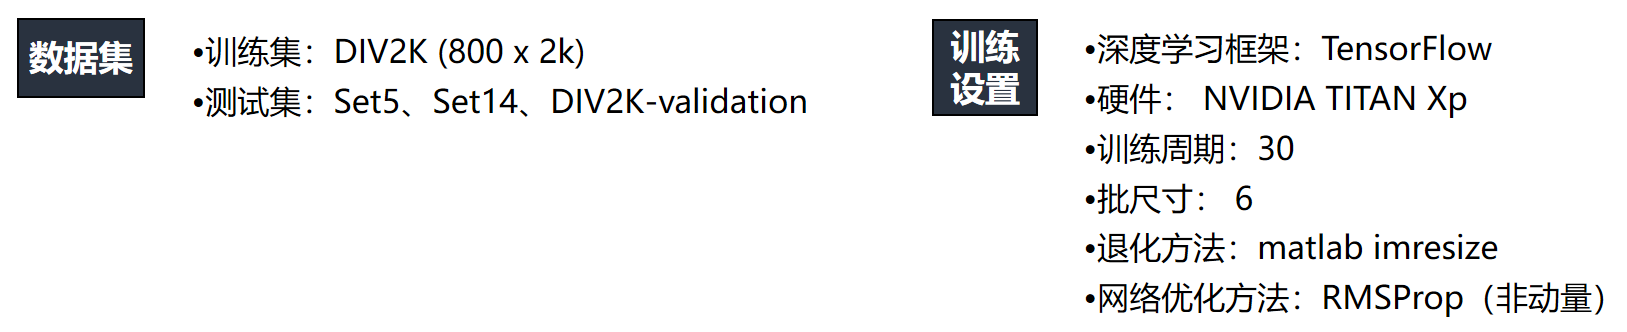 数据集
•训练集：DIV2K (800 x 2k)
•测试集：Set5、Set14、DIV2K-validation
训练
设置
•深度学习框架：TensorFlow
•硬件： NVIDIA TITAN Xp
•训练周期：30
•批尺寸： 6
•退化方法：matlab imresize
•网络优化方法：RMSProp（非动量）